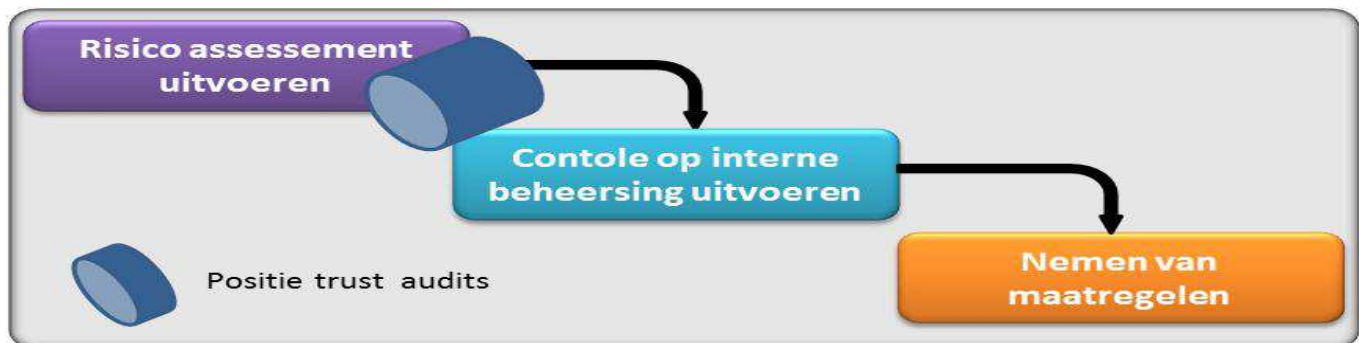 Risico assessement
uitvoeren
Contole op interne
beheersing uitvoeren
Nemen van
maatregelen
Positie trust audits